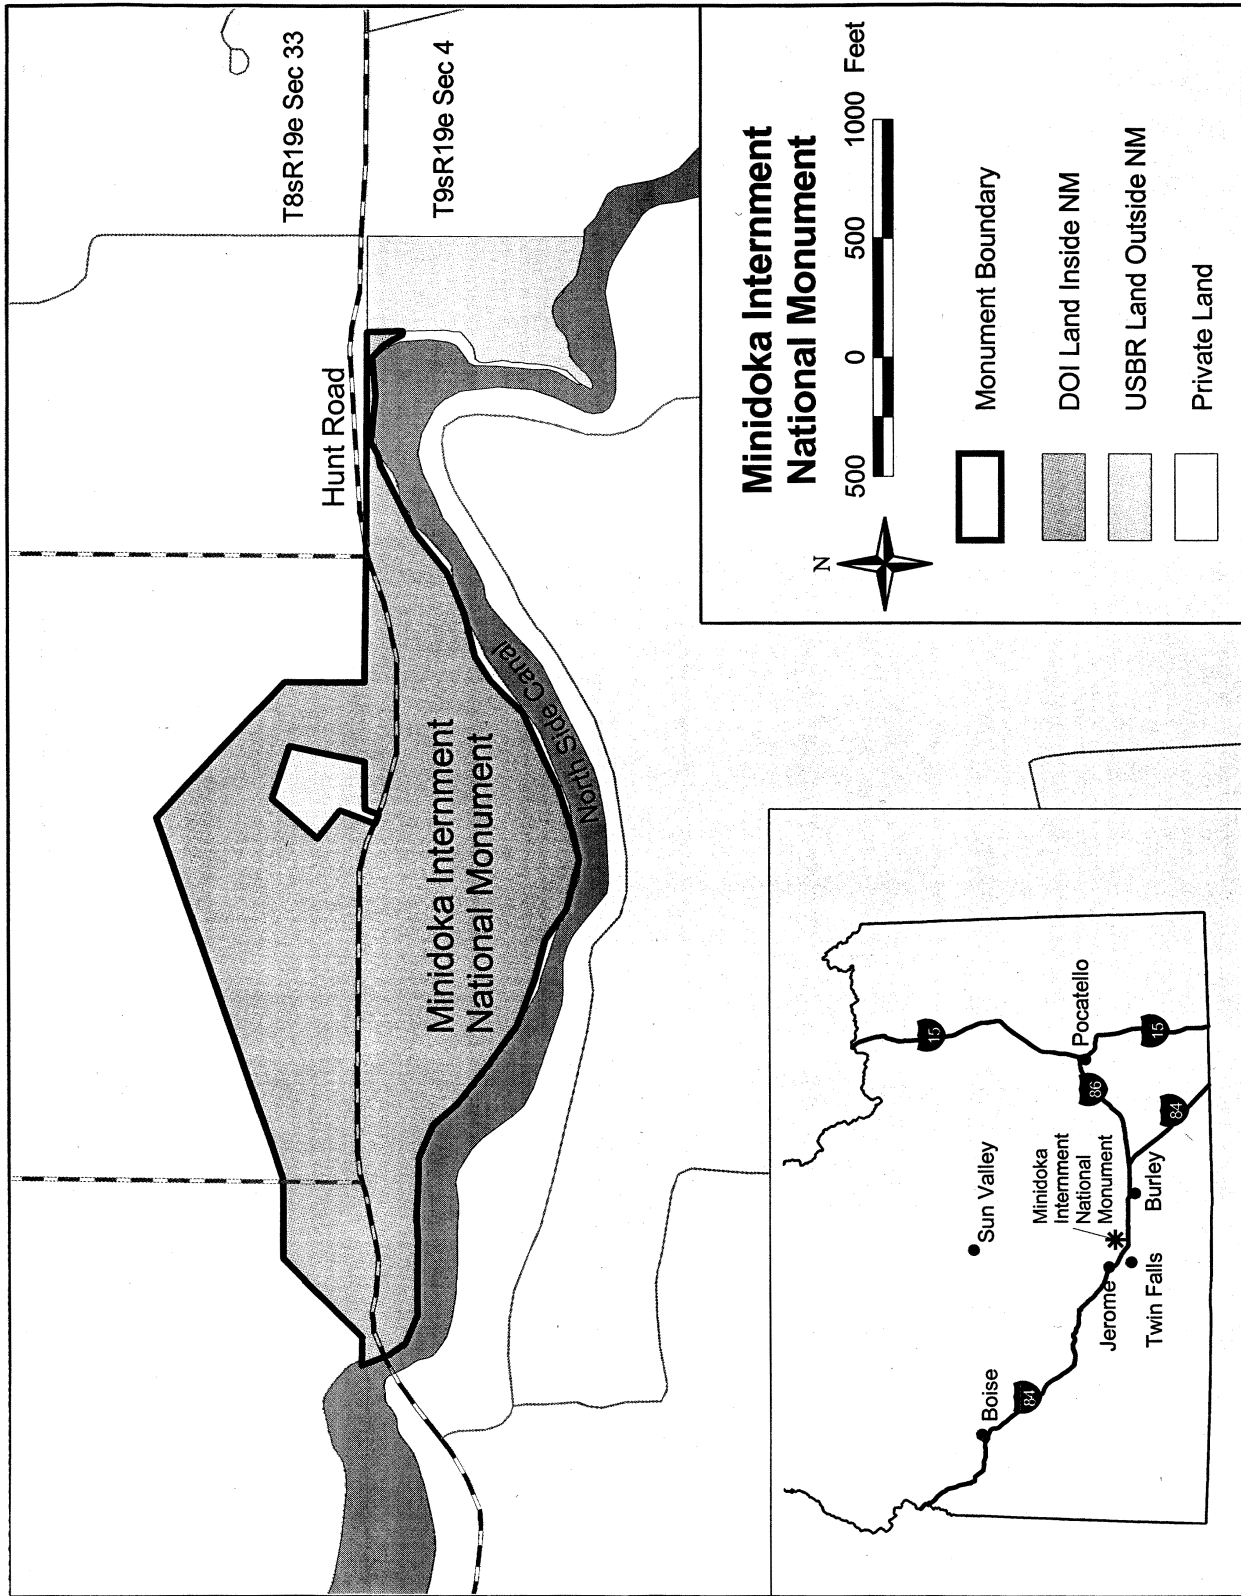 T8sR19e Sec 33
T9sR19e Sec 4
Hunt Road
Minidoka Internment
National Monument
North Side Canal
Minidoka Internment
National Monument
N
500 0 500 1000 Feet
Monument Boundary
DOI Land Inside NM
USBR Land Outside NM
Private Land
Boise
84
Sun Valley
Minidoka
Internment
National
Monument
Jerome
Twin Falls
Burley
84
86
Pocatello
15
15